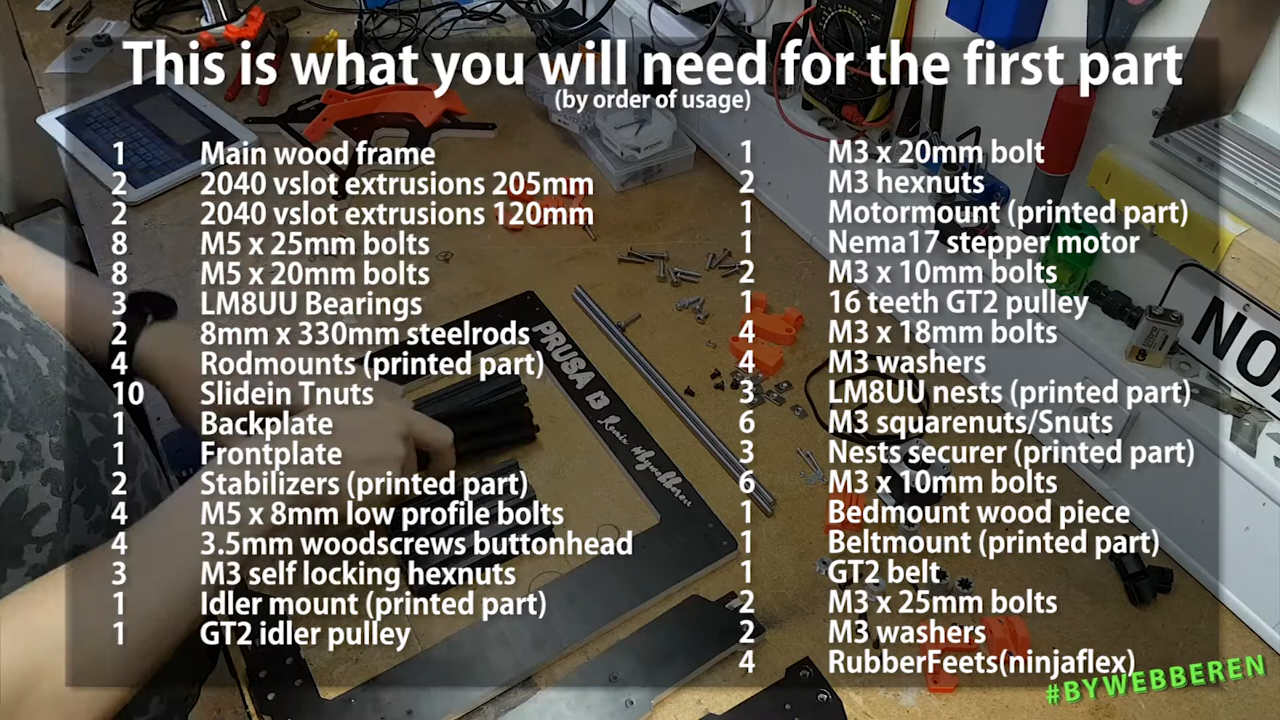 This is what you will need for the first part
(by order of usage)
1 Main wood frame
2 2040 vslot extrusions 205mm
2 2040 vslot extrusions 120mm
8 M5 x 25mm bolts
8 M5 x 20mm bolts
3 LM8UU Bearings
2 8mm x 330mm steelrods
4 Rodmounts (printed part)
10 Slidein Tnuts
1 Backplate
1 Frontplate
2 Stabilizers (printed part)
4 M5 x 8mm low profile bolts
4 3.5mm woodscrews buttonhead
3 M3 self locking hexnuts
1 Idler mount (printed part)
1 GT2 idler pulley
1 M3 x 20mm bolt
2 M3 hexnuts
1 Motormount (printed part)
1 Nema17 stepper motor
2 M3 x 10mm bolts
1 16 teeth GT2 pulley
4 M3 x 18mm bolts
4 M3 washers
3 LM8UU nests (printed part)
6 M3 squarenuts/Snuts
3 Nests securer (printed part)
6 M3 x 10mm bolts
1 Bedmount wood piece
1 Beltmount (printed part)
1 GT2 belt
2 M3 x 25mm bolts
2 M3 washers
4 RubberFeets(ninjaflex)
PRUSA i3
Remix #bywebberen
GP
NO
#BYWEBBEREN